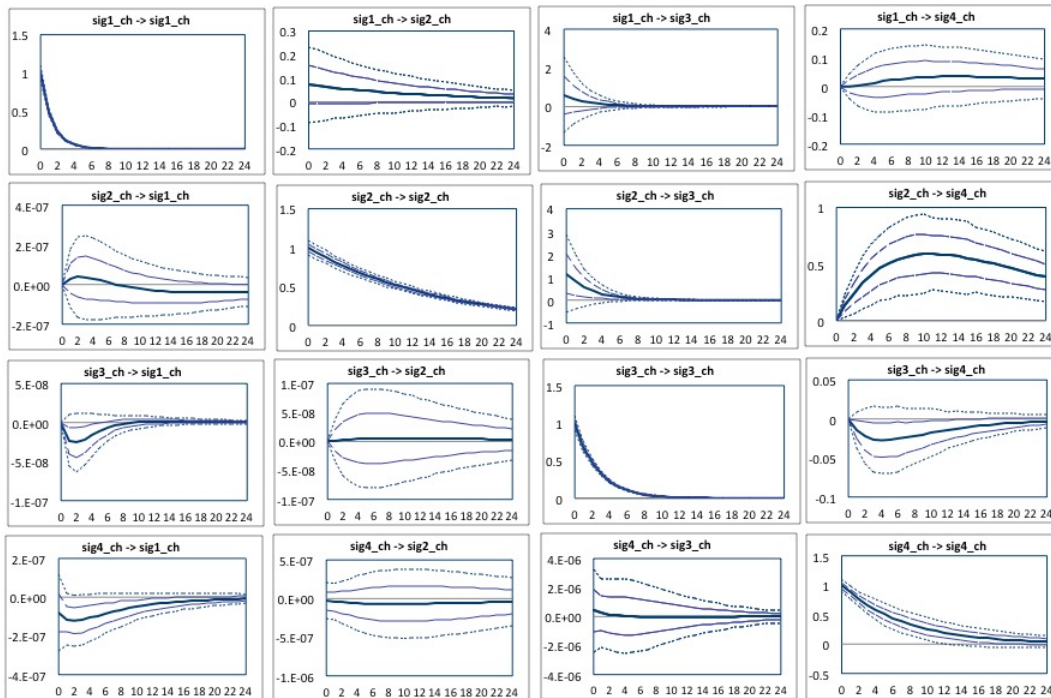 sig1_ch -> sig1_ch
1.5
1
0.5
0
0 2 4 6 8 10 12 14 16 18 20 22 24
sig1_ch -> sig2_ch
0.3
0.2
0.1
0
-0.1
-0.2
0 2 4 6 8 10 12 14 16 18 20 22 24
sig1_ch -> sig3_ch
4
2
0
-2
0 2 4 6 8 10 12 14 16 18 20 22 24
sig1_ch -> sig4_ch
0.2
0.1
0
-0.1
-0.2
0 2 4 6 8 10 12 14 16 18 20 22 24
sig2_ch -> sig1_ch
4.E-07
2.E-07
0.E+00
-2.E-07
0 2 4 6 8 10 12 14 16 18 20 22 24
sig2_ch -> sig2_ch
1.5
1
0.5
0
0 2 4 6 8 10 12 14 16 18 20 22 24
sig2_ch -> sig3_ch
4
3
2
1
0
-1
0 2 4 6 8 10 12 14 16 18 20 22 24
sig2_ch -> sig4_ch
1
0.5
0
0 2 4 6 8 10 12 14 16 18 20 22 24
sig3_ch -> sig1_ch
5.E-08
0.E+00
-5.E-08
-1.E-07
0 2 4 6 8 10 12 14 16 18 20 22 24
sig3_ch -> sig2_ch
1.E-07
5.E-08
0.E+00
-5.E-08
-1.E-07
0 2 4 6 8 10 12 14 16 18 20 22 24
sig3_ch -> sig3_ch
1.5
1
0.5
0
0 2 4 6 8 10 12 14 16 18 20 22 24
sig3_ch -> sig4_ch
0.05
0
-0.05
-0.1
0 2 4 6 8 10 12 14 16 18 20 22 24
sig4_ch -> sig1_ch
2.E-07
0.E+00
-2.E-07
-4.E-07
0 2 4 6 8 10 12 14 16 18 20 22 24
sig4_ch -> sig2_ch
5.E-07
0.E+00
-5.E-07
-1.E-06
0 2 4 6 8 10 12 14 16 18 20 22 24
sig4_ch -> sig3_ch
4.E-06
2.E-06
0.E+00
-2.E-06
-4.E-06
0 2 4 6 8 10 12 14 16 18 20 22 24
sig4_ch -> sig4_ch
1.5
1.0
0.5
0
-0.5
0 2 4 6 8 10 12 14 16 18 20 22 24